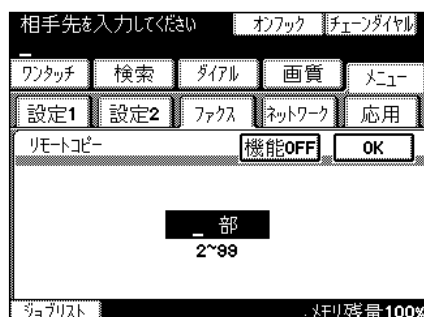 相手先を入力してください オンフック チェーンダイヤル
ワンタッチ 検索 ダイアル 画質 メニュー
設定1 設定2 ファクス ネットワーク 応用
リモートコピー 機能OFF OK
_ 部
2~99
ジョブリスト メモリ残量100%